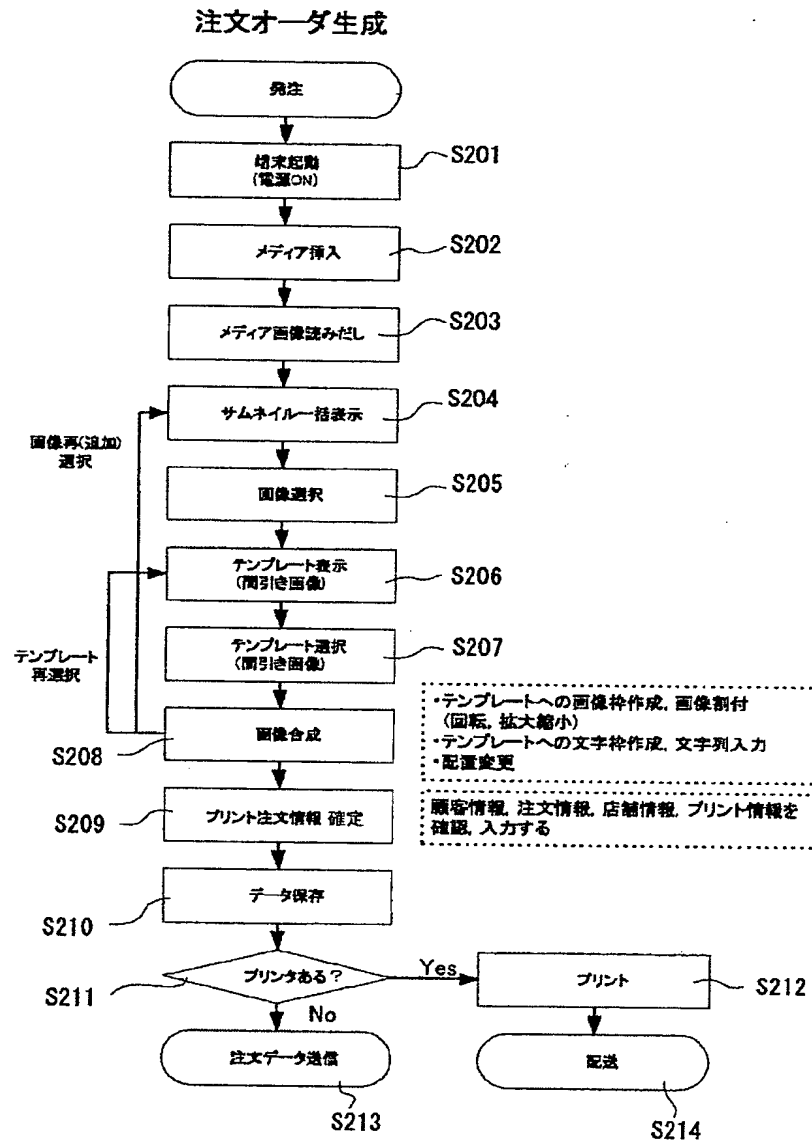 注文オーダ生成
発注
端末起動
(電源ON)
S201
メディア挿入
S202
メディア画像読みだし
S203
サムネイル一括表示
S204
画像再(追加)
選択
画像選択
S205
テンプレート表示
(間引き画像)
S206
テンプレート選択
(間引き画像)
S207
テンプレート
再選択
画像合成
S208
・テンプレートへの画像枠作成, 画像割付
(回転, 拡大縮小)
・テンプレートへの文字枠作成, 文字列入力
・配置変更
プリント注文情報 確定
S209
顧客情報, 注文情報, 店舗情報, プリント情報を
確認, 入力する
データ保存
S210
プリンタある?
S211
Yes
プリント
S212
No
注文データ送信
S213
配送
S214